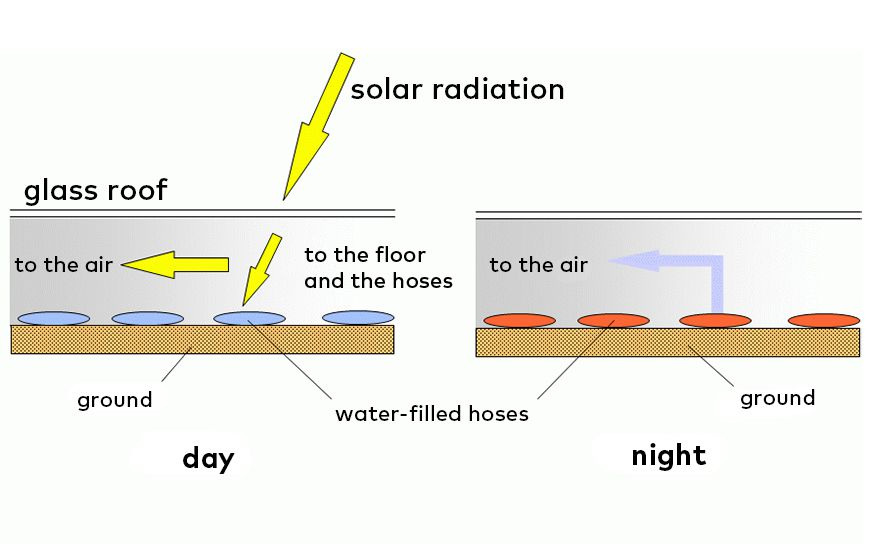 solar radiation
glass roof
to the air
to the floor
and the hoses
to the air
ground
water-filled hoses
ground
day
night